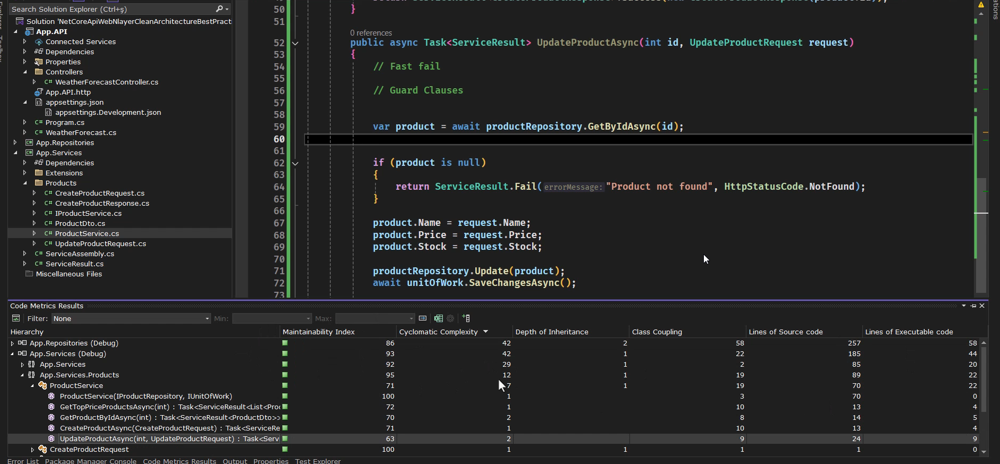 Search Solution Explorer (Ctrl+ş)
Solution 'NetCoreApiWebNlayerCleanArchitectureBestPract
App.API
Connected Services
Dependencies
Properties
Controllers
C# WeatherForecastController.cs
App.API.http
appsettings.json
appsettings.Development.json
C# Program.cs
C# WeatherForecast.cs
C# App.Repositories
C# App.Services
Dependencies
Extensions
Products
C# CreateProductRequest.cs
C# CreateProductResponse.cs
C# IProductService.cs
C# ProductDto.cs
C# ProductService.cs
C# UpdateProductRequest.cs
C# ServiceAssembly.cs
C# ServiceResult.cs
Miscellaneous Files
50 }
51
0 references
52 public async Task<ServiceResult> UpdateProductAsync(int id, UpdateProductRequest request)
53 {
54 // Fast fail
55
56 // Guard Clauses
57
58
59 var product = await productRepository.GetByIdAsync(id);
60
61
62 if (product is null)
63 {
64 return ServiceResult.Fail(errorMessage: "Product not found", HttpStatusCode.NotFound);
65 }
66
67 product.Name = request.Name;
68 product.Price = request.Price;
69 product.Stock = request.Stock;
70
71 productRepository.Update(product);
72 await unitOfWork.SaveChangesAsync();
73
Code Metrics Results
Filter: None Min: Max:
Hierarchy Maintainability Index Cyclomatic Complexity Depth of Inheritance Class Coupling Lines of Source code Lines of Executable code
App.Repositories (Debug) 86 42 2 58 257 58
App.Services (Debug) 93 42 1 22 185 44
App.Services 92 29 1 2 85 20
App.Services.Products 95 12 1 19 89 22
ProductService 71 7 1 19 70 22
ProductService(IProductRepository, IUnitOfWork) 100 1 3 70 0
GetTopPriceProductsAsync(int) : Task<ServiceResult<List<Pro 72 1 10 13 4
GetProductByIdAsync(int) : Task<ServiceResult<ProductDto>> 70 2 8 14 5
CreateProductAsync(CreateProductRequest) : Task<ServiceRe 71 1 10 13 4
UpdateProductAsync(int, UpdateProductRequest) : Task<Serv 63 2 9 24 9
CreateProductRequest 100 1 1 1 1 0
Error List Package Manager Console Code Metrics Results Output Properties Test Explorer